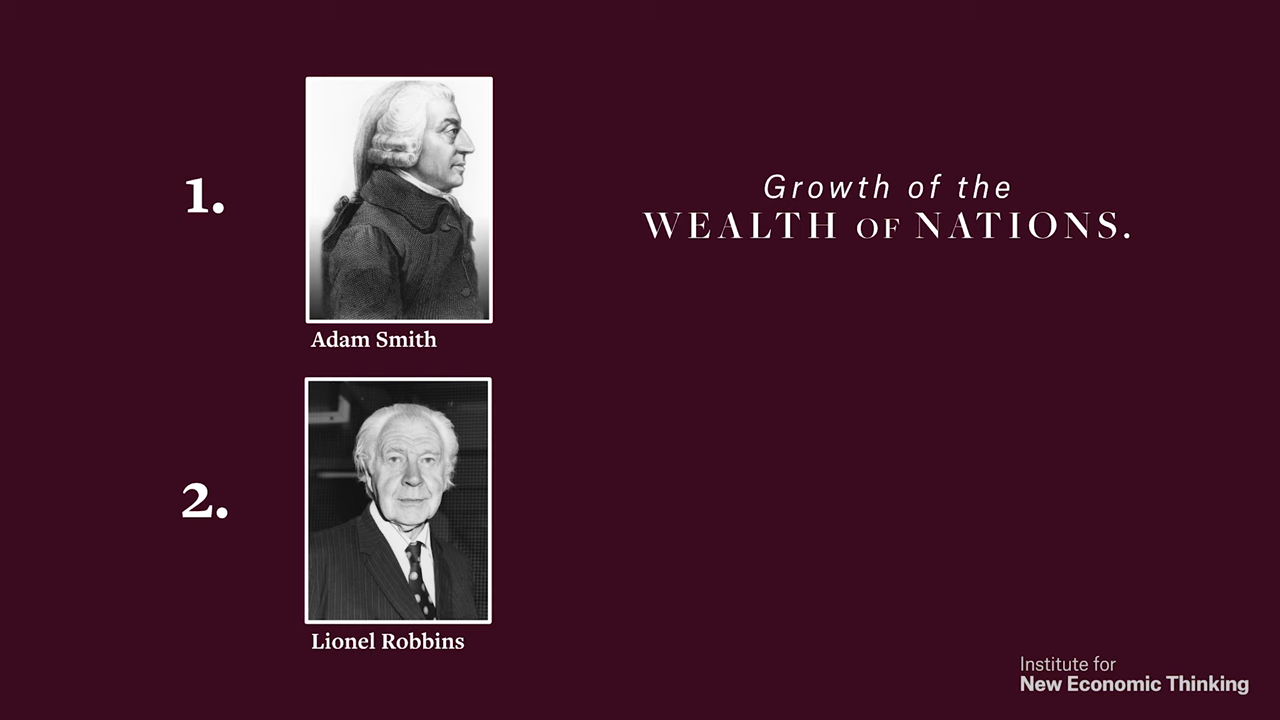 1.
Adam Smith
Growth of the
WEALTH OF NATIONS.
2.
Lionel Robbins
Institute for
New Economic Thinking